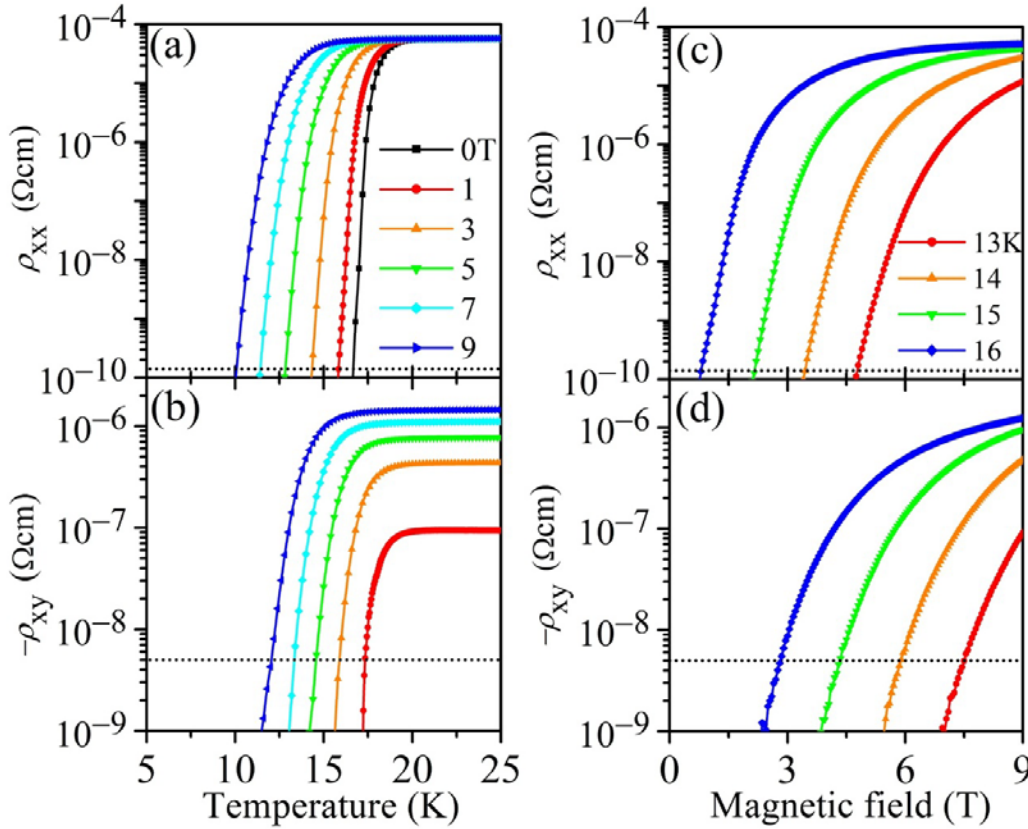 (a)
10⁻⁴
10⁻⁶
10⁻⁸
10⁻¹⁰
ρxx (Ωcm)
0T
1
3
5
7
9
(c)
10⁻⁴
10⁻⁶
10⁻⁸
10⁻¹⁰
ρxx (Ωcm)
13K
14
15
16
(b)
10⁻⁶
10⁻⁷
10⁻⁸
10⁻⁹
−ρxy (Ωcm)
5 10 15 20 25
Temperature (K)
(d)
10⁻⁶
10⁻⁷
10⁻⁸
10⁻⁹
−ρxy (Ωcm)
0 3 6 9
Magnetic field (T)